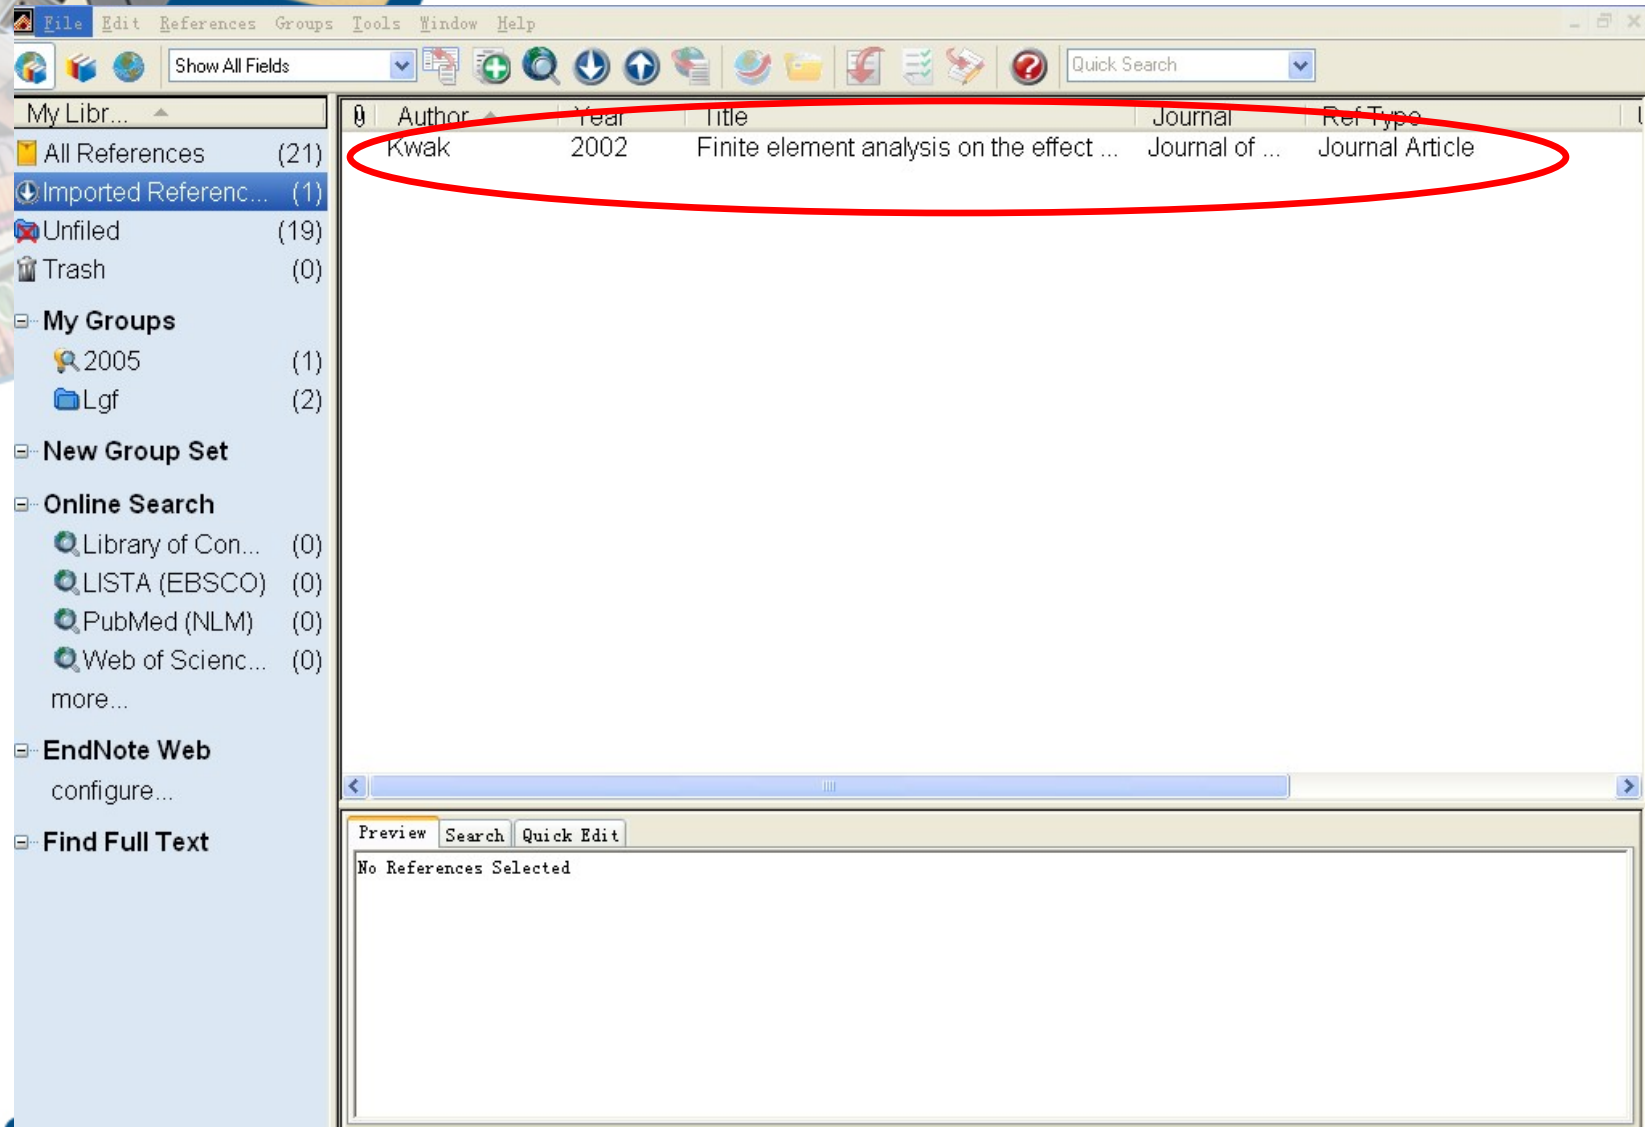 File Edit References Groups Tools Window Help
Show All Fields Quick Search
My Libr...
All References (21)
Imported Referenc... (1)
Unfiled (19)
Trash (0)
My Groups
2005 (1)
Lgf (2)
New Group Set
Online Search
Library of Con... (0)
LISTA (EBSCO) (0)
PubMed (NLM) (0)
Web of Scienc... (0)
more...
EndNote Web
configure...
Find Full Text
Author Year Title Journal Ref Type
Kwak 2002 Finite element analysis on the effect ... Journal of ... Journal Article
Preview Search Quick Edit
No References Selected